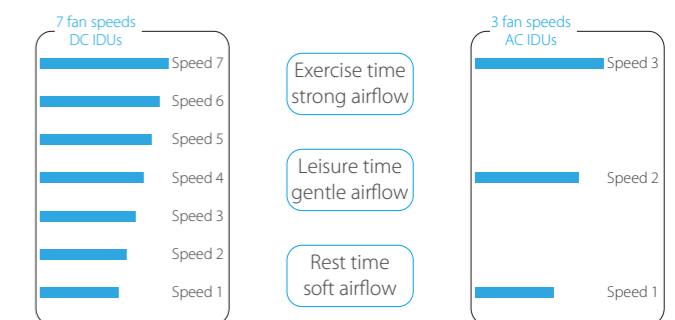 7 fan speeds
DC IDUs
Speed 7
Speed 6
Speed 5
Speed 4
Speed 3
Speed 2
Speed 1
Exercise time
strong airflow
Leisure time
gentle airflow
Rest time
soft airflow
3 fan speeds
AC IDUs
Speed 3
Speed 2
Speed 1